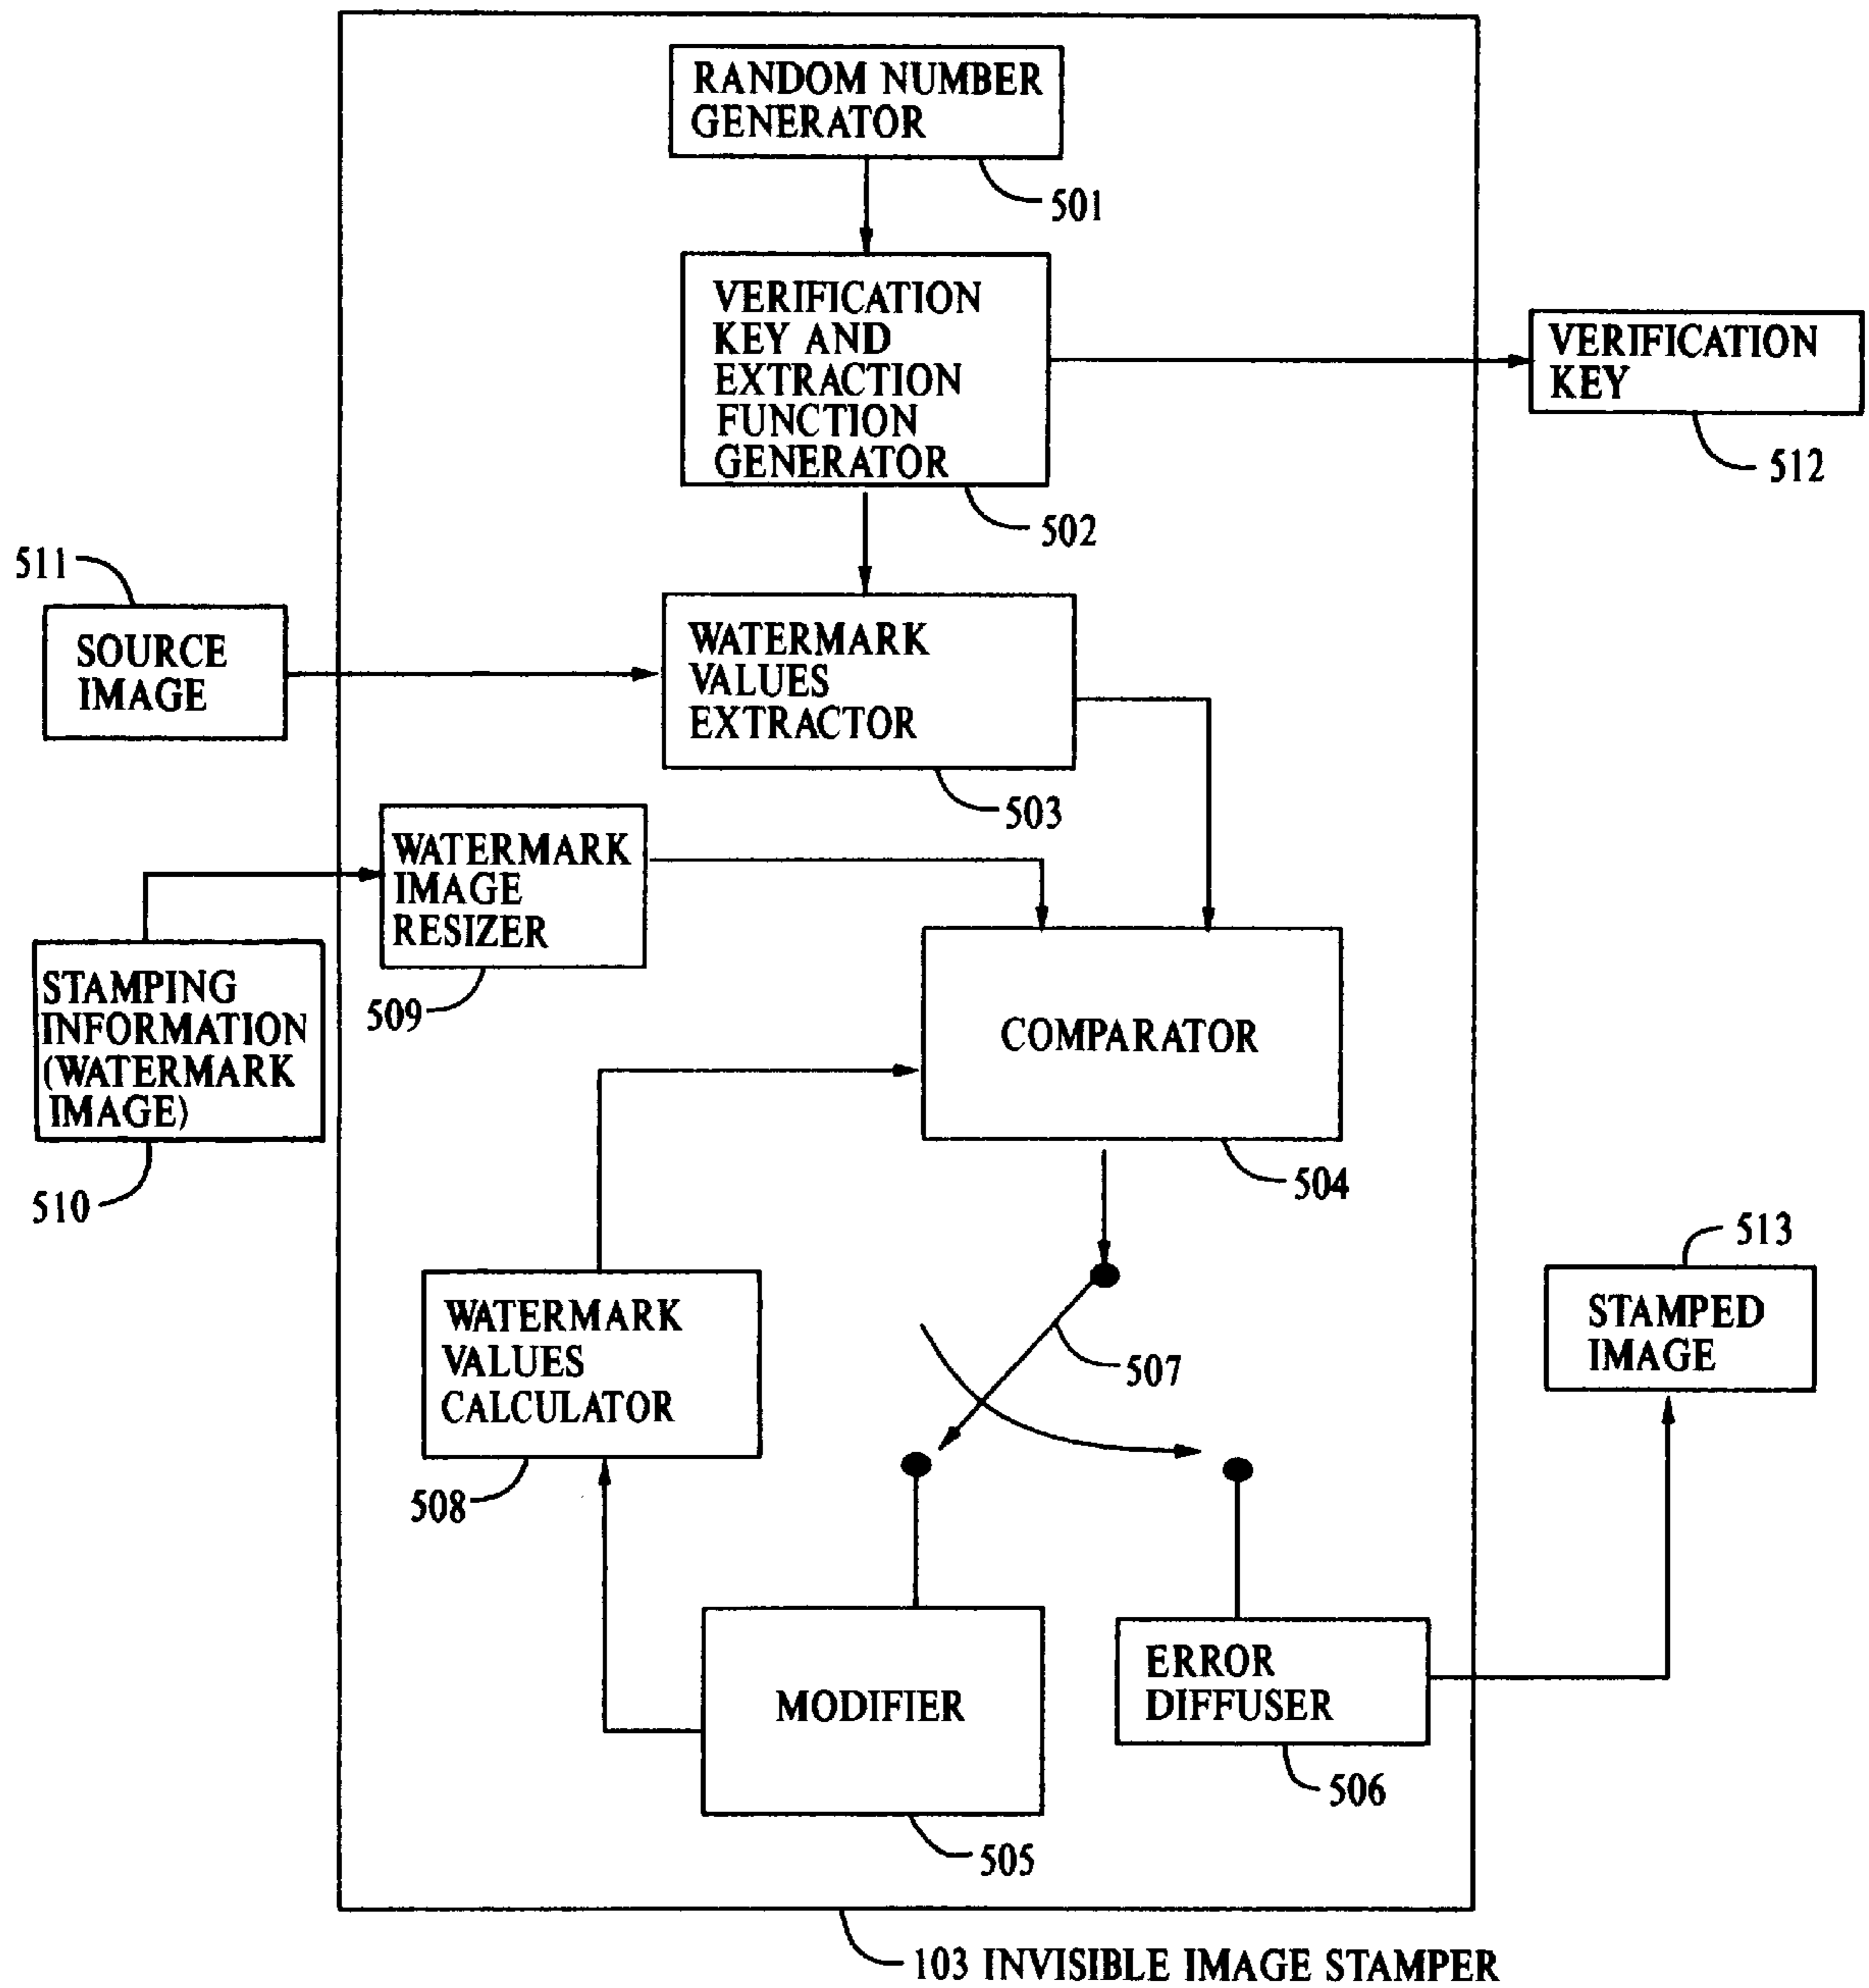 RANDOM NUMBER
GENERATOR
501
VERIFICATION
KEY AND
EXTRACTION
FUNCTION
GENERATOR
502
VERIFICATION
KEY
512
511
SOURCE
IMAGE
WATERMARK
VALUES
EXTRACTOR
503
WATERMARK
IMAGE
RESIZER
509
STAMPING
INFORMATION
(WATERMARK
IMAGE)
510
COMPARATOR
504
513
STAMPED
IMAGE
WATERMARK
VALUES
CALCULATOR
508
507
MODIFIER
505
ERROR
DIFFUSER
506
103 INVISIBLE IMAGE STAMPER